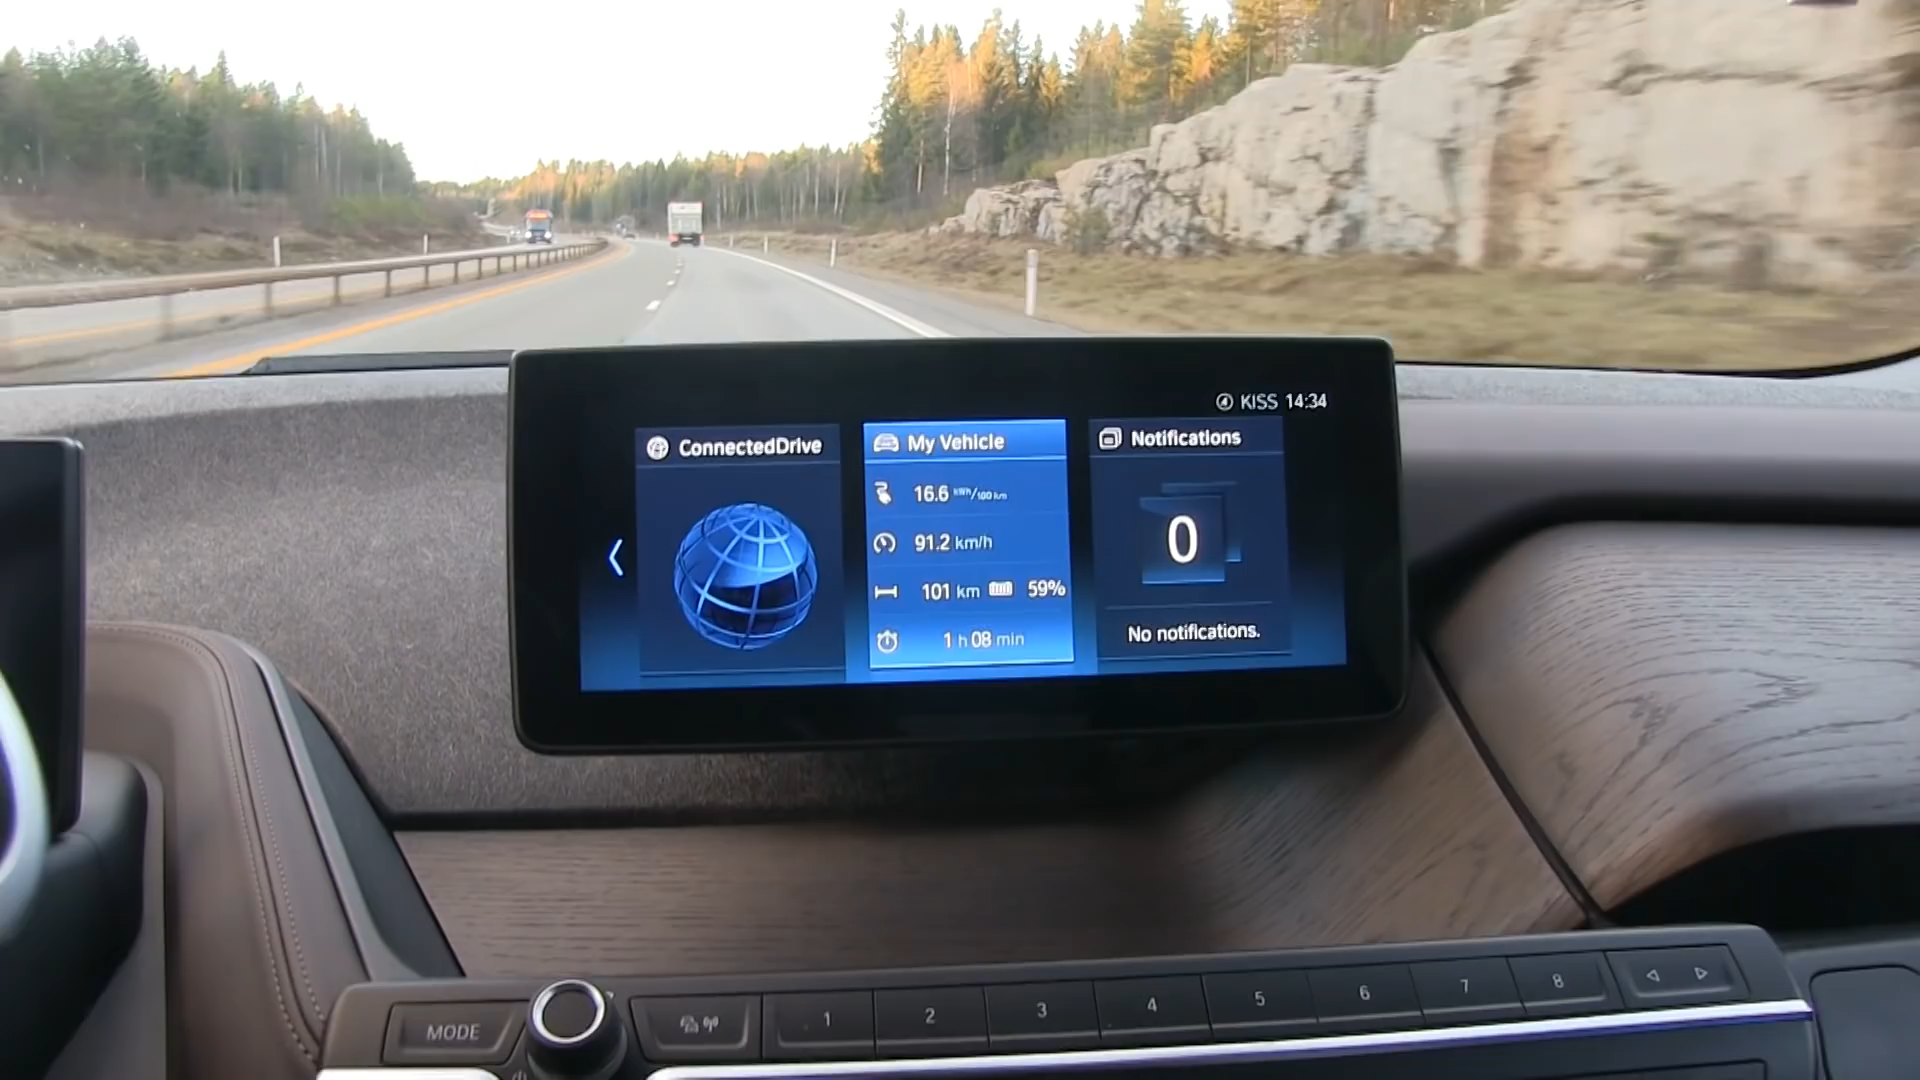 KISS 14:34
ConnectedDrive
My Vehicle
16.6 kWh/100 km
91.2 km/h
101 km 59%
1 h 08 min
Notifications
0
No notifications.
MODE
1 2 3 4 5 6 7 8